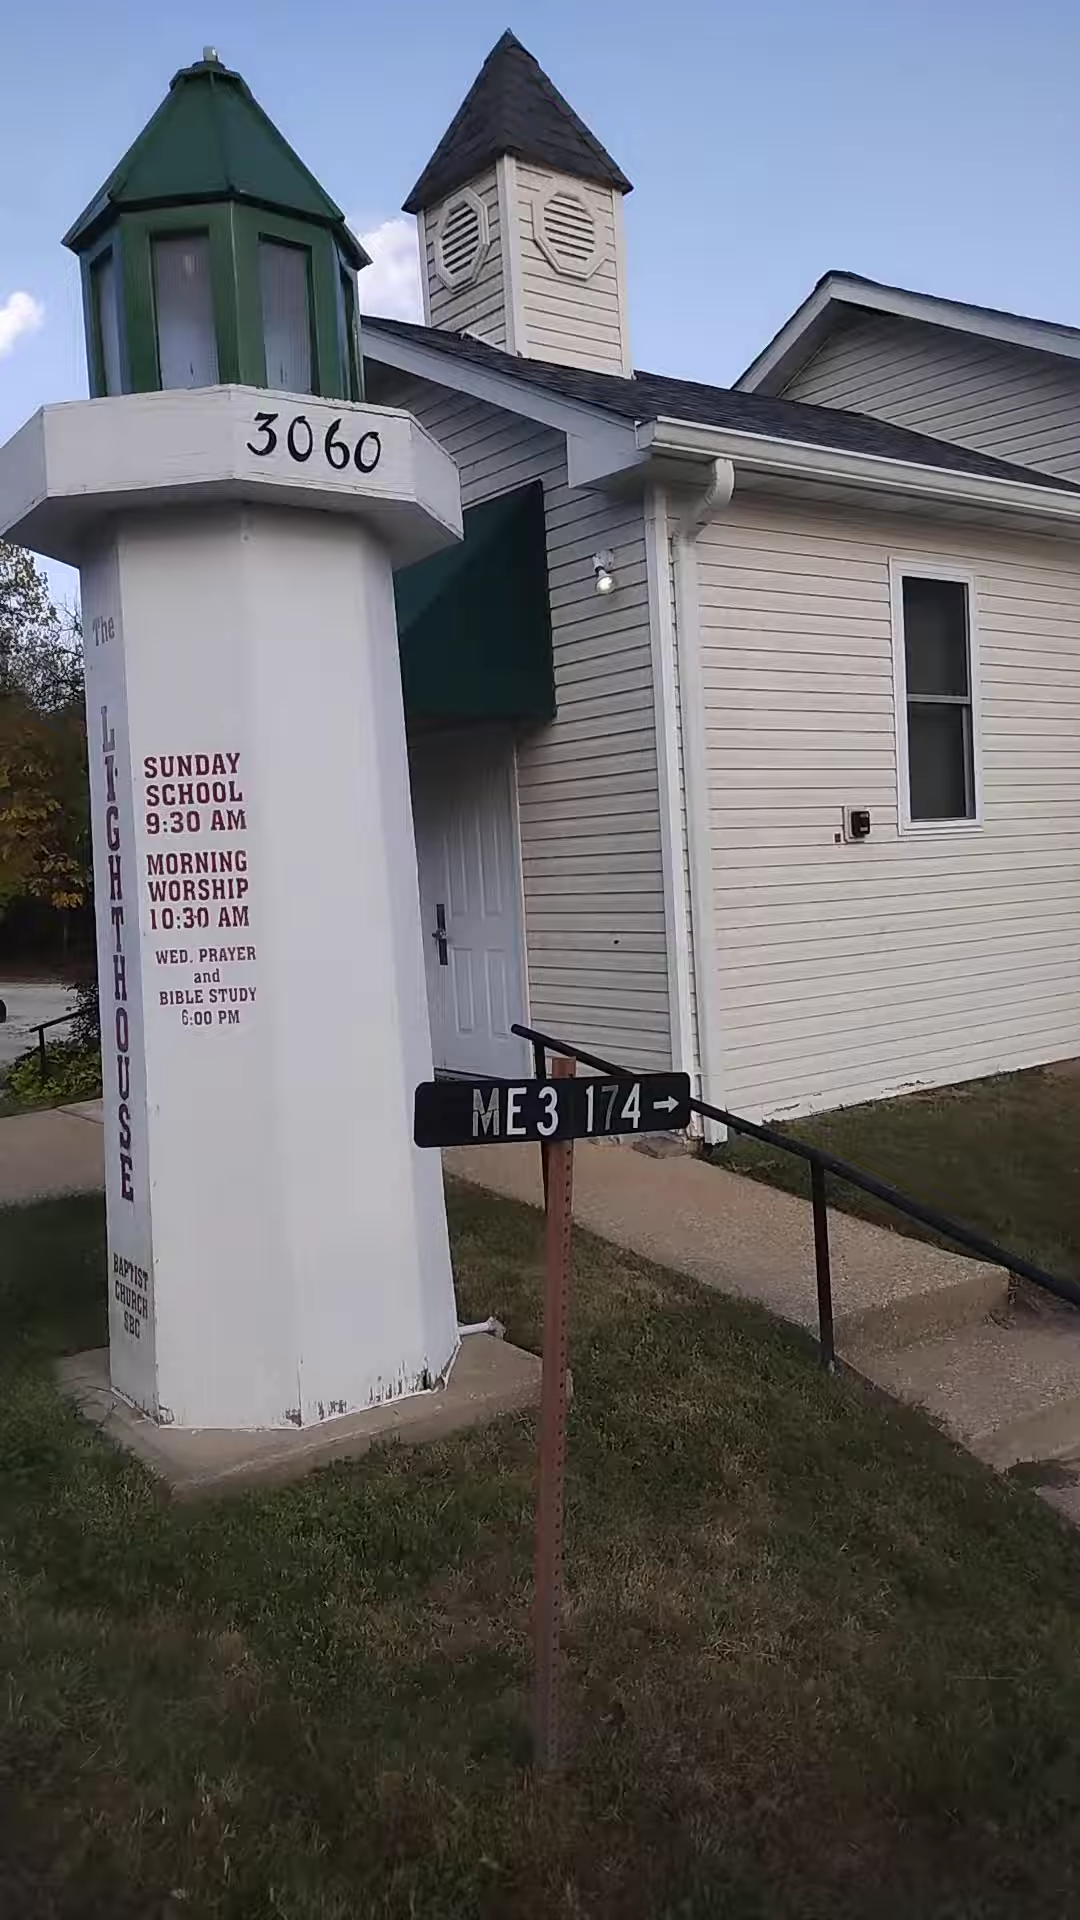 3060
The
LIGHTHOUSE
BAPTIST
CHURCH
SBC
SUNDAY
SCHOOL
9:30 AM
MORNING
WORSHIP
10:30 AM
WED. PRAYER
and
BIBLE STUDY
6:00 PM
ME3 174→